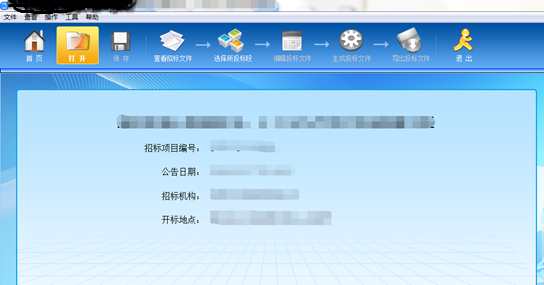 文件 查看 操作 工具 帮助
首 页 打 开 保 存 查看招标文件 选择所投标段 编辑投标文件 生成投标文件 导出投标文件 退 出
招标项目编号：
公告日期：
招标机构：
开标地点：